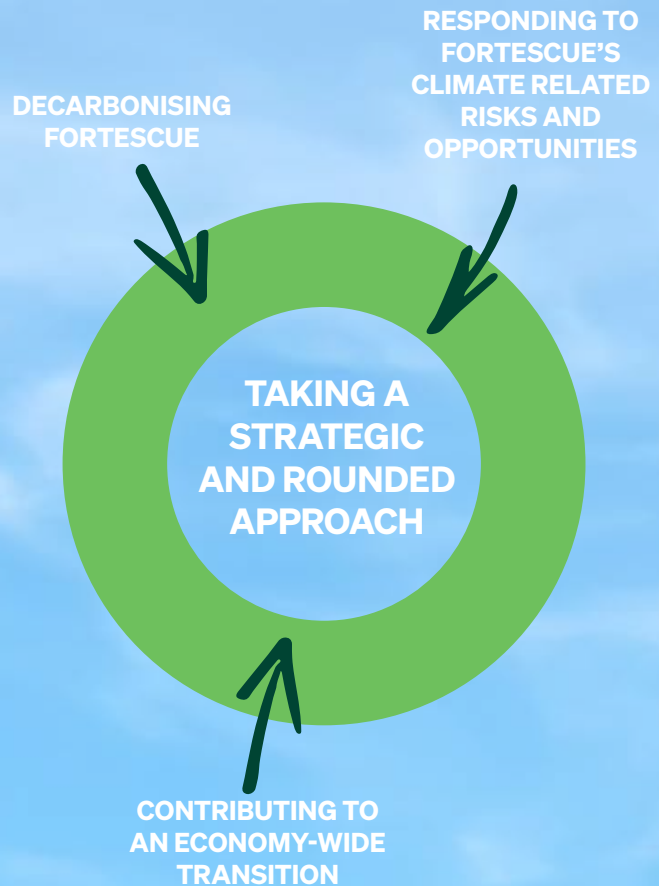 RESPONDING TO
FORTESCUE'S
CLIMATE RELATED
RISKS AND
OPPORTUNITIES
DECARBONISING
FORTESCUE
TAKING A
STRATEGIC
AND ROUNDED
APPROACH
CONTRIBUTING TO
AN ECONOMY-WIDE
TRANSITION